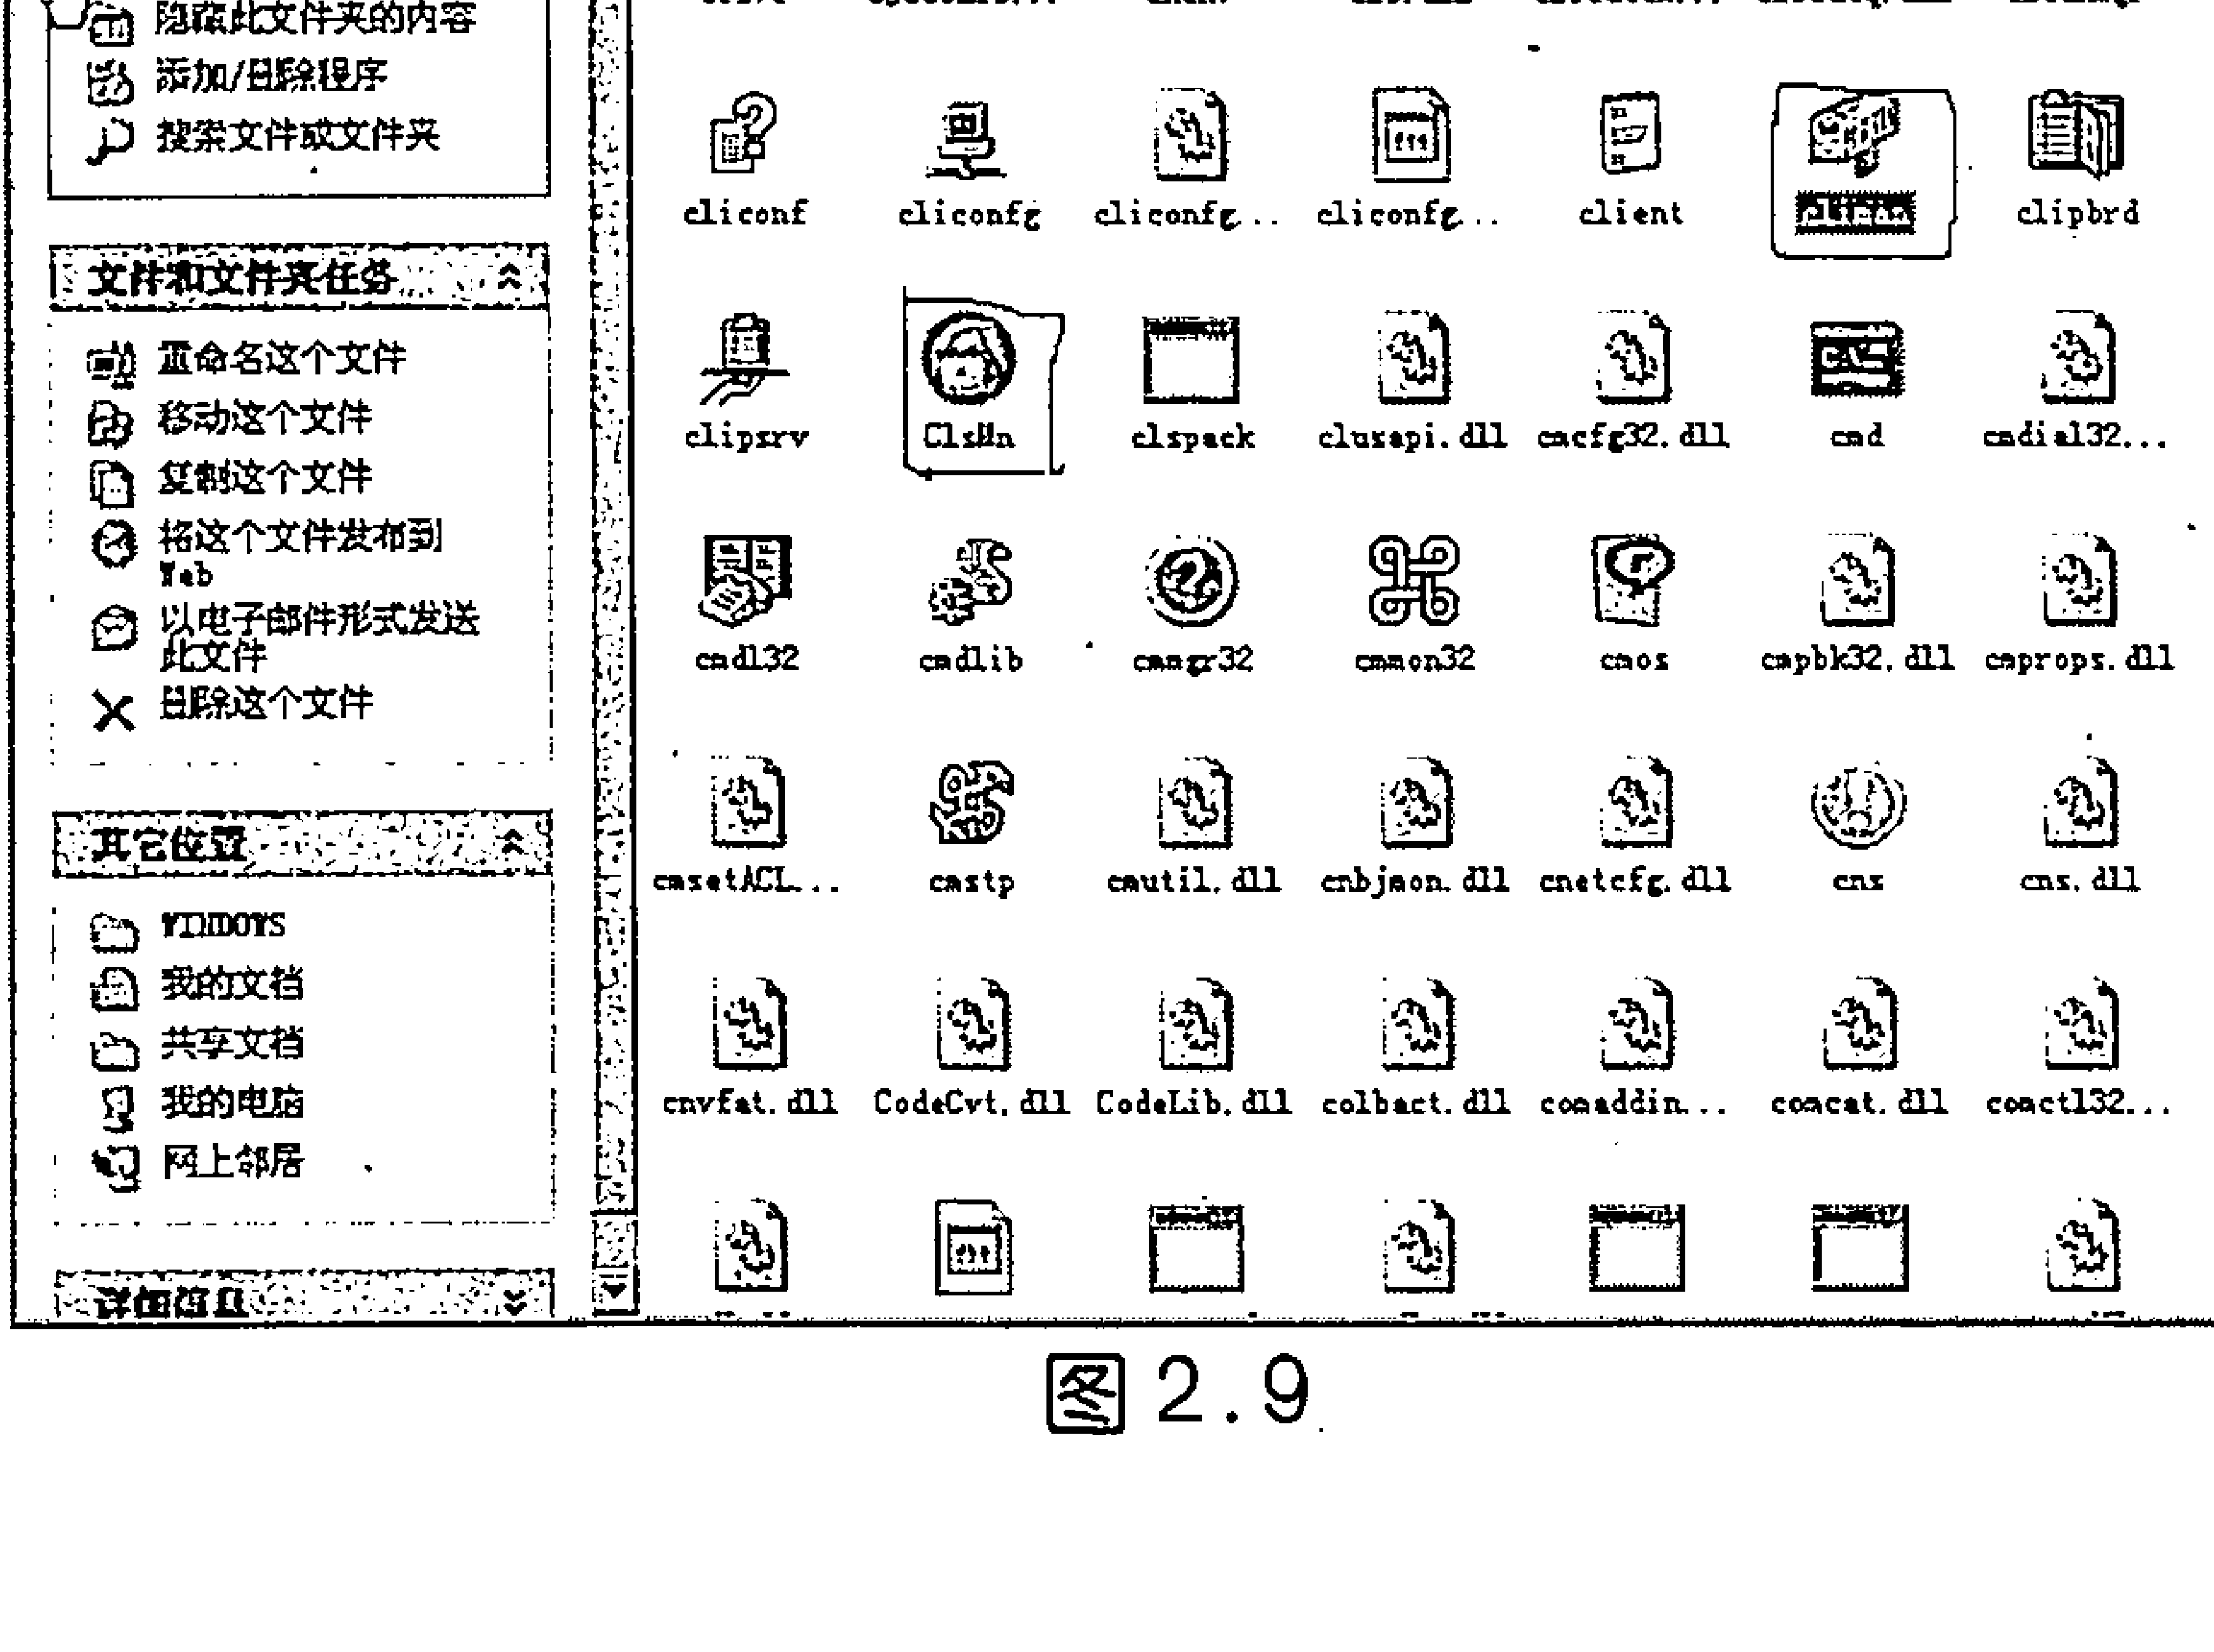 隐藏此文件夹的内容
添加/删除程序
搜索文件或文件夹
文件和文件夹任务
重命名这个文件
移动这个文件
复制这个文件
将这个文件发布到
Web
以电子邮件形式发送
此文件
删除这个文件
其它位置
WINDOWS
我的文档
共享文档
我的电脑
网上邻居
详细信息
cliconf cliconfg cliconfg... cliconfg... client clipbrd
clipsrv ClsMn clspack clusapi.dll cmcfg32.dll cmd cmdial32...
cmdl32 cmdlib cmmgr32 cmmon32 cmos cmpbk32.dll cmprops.dll
cmsetACL... cmstp cmutil.dll cnbjmon.dll cnetcfg.dll cns cns.dll
cnvfat.dll CodeCvt.dll CodeLib.dll colbact.dll comaddin... comcat.dll comctl32...
图 2.9